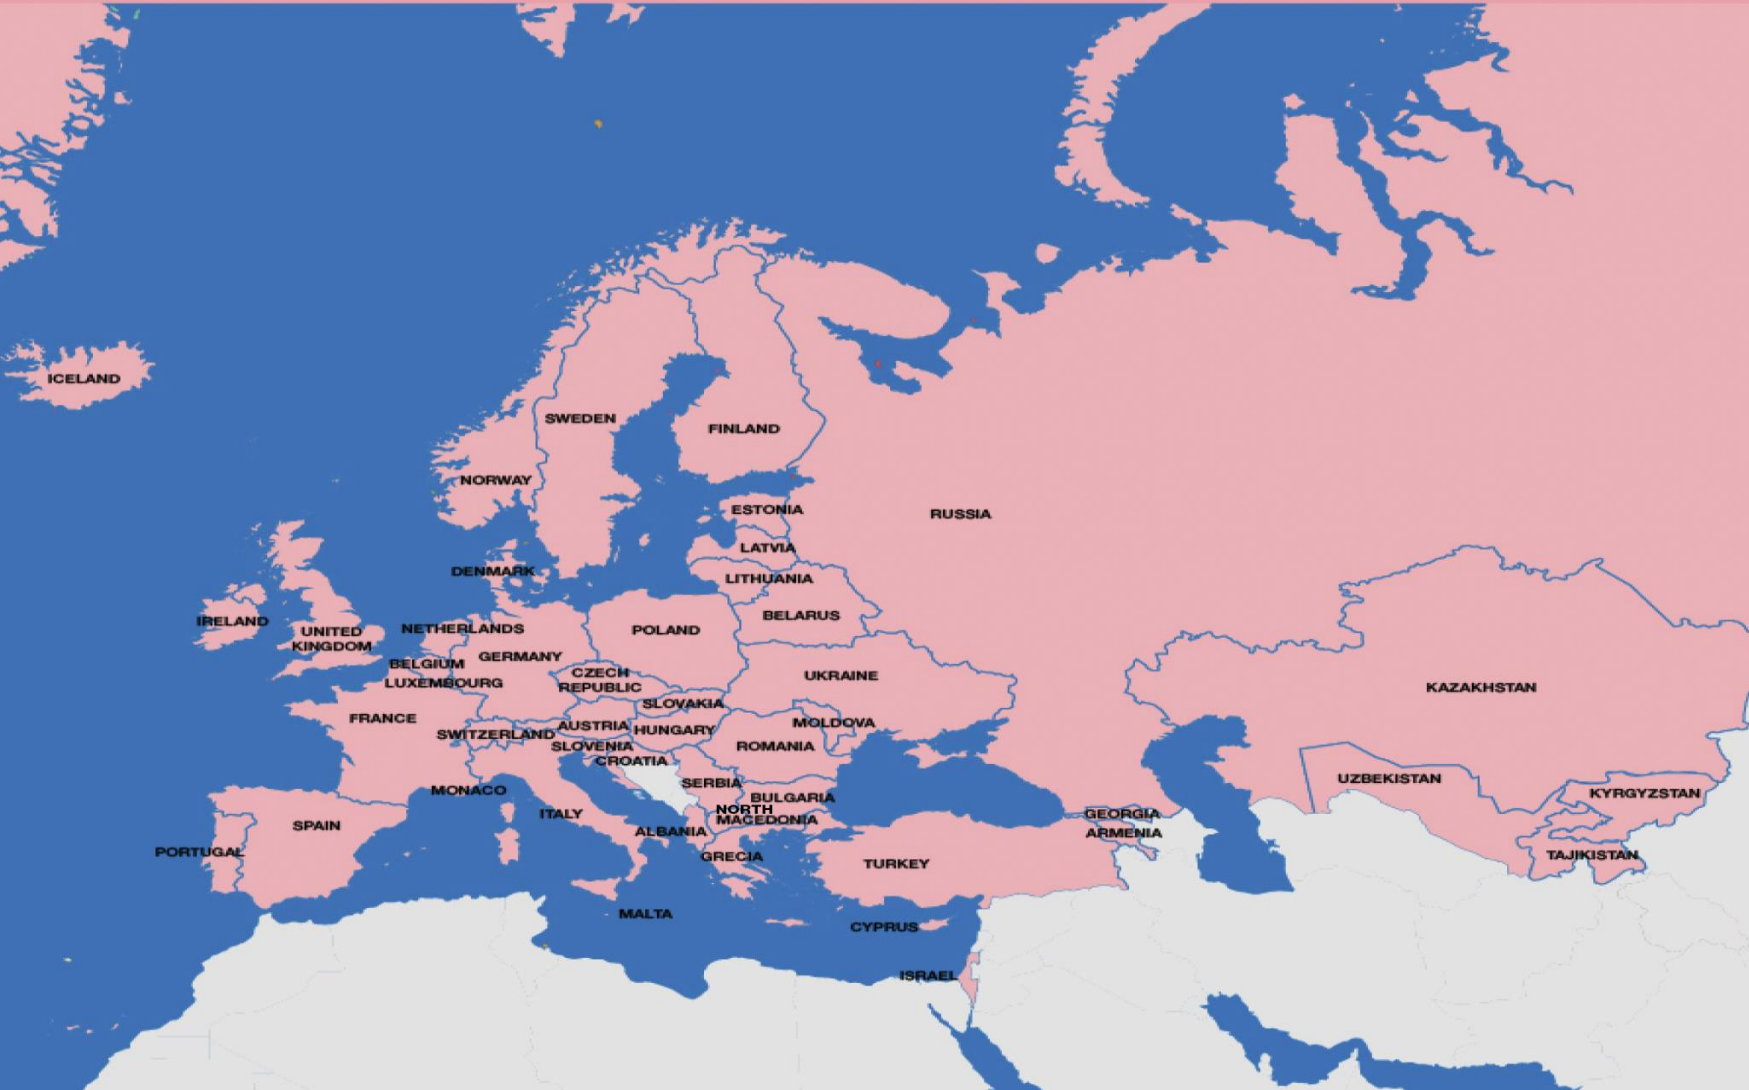 ICELAND
SWEDEN
FINLAND
NORWAY
ESTONIA
RUSSIA
LATVIA
DENMARK
LITHUANIA
BELARUS
IRELAND
UNITED
KINGDOM
NETHERLANDS
POLAND
GERMANY
BELGIUM
CZECH
REPUBLIC
UKRAINE
LUXEMBOURG
KAZAKHSTAN
SLOVAKIA
FRANCE
AUSTRIA
MOLDOVA
HUNGARY
SWITZERLAND
SLOVENIA
ROMANIA
CROATIA
UZBEKISTAN
SERBIA
MONACO
KYRGYZSTAN
BULGARIA
NORTH
MACEDONIA
ITALY
GEORGIA
SPAIN
ALBANIA
ARMENIA
PORTUGAL
GRECIA
TURKEY
TAJIKISTAN
MALTA
CYPRUS
ISRAEL